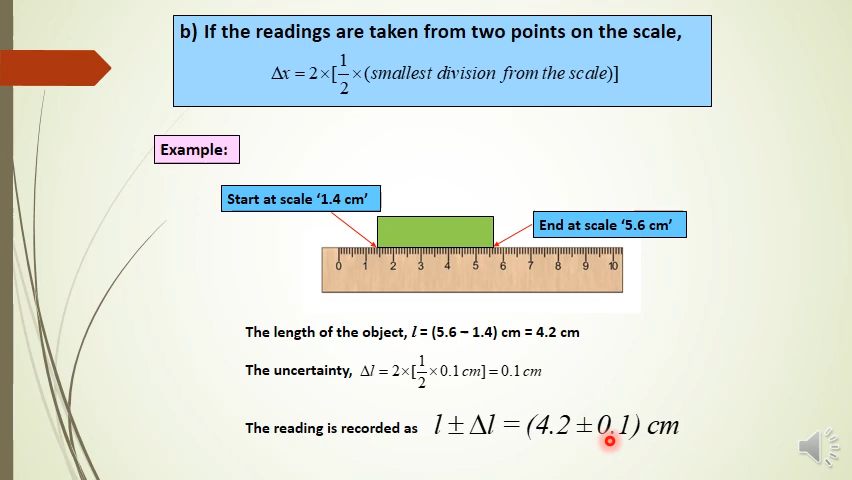 b) If the readings are taken from two points on the scale,
Δx = 2×[1/2×(smallest division from the scale)]
Example:
Start at scale ‘1.4 cm’
End at scale ‘5.6 cm’
0 1 2 3 4 5 6 7 8 9 10
The length of the object, l = (5.6 – 1.4) cm = 4.2 cm
The uncertainty, Δl = 2×[1/2×0.1cm] = 0.1cm
The reading is recorded as l ± Δl = (4.2 ± 0.1) cm